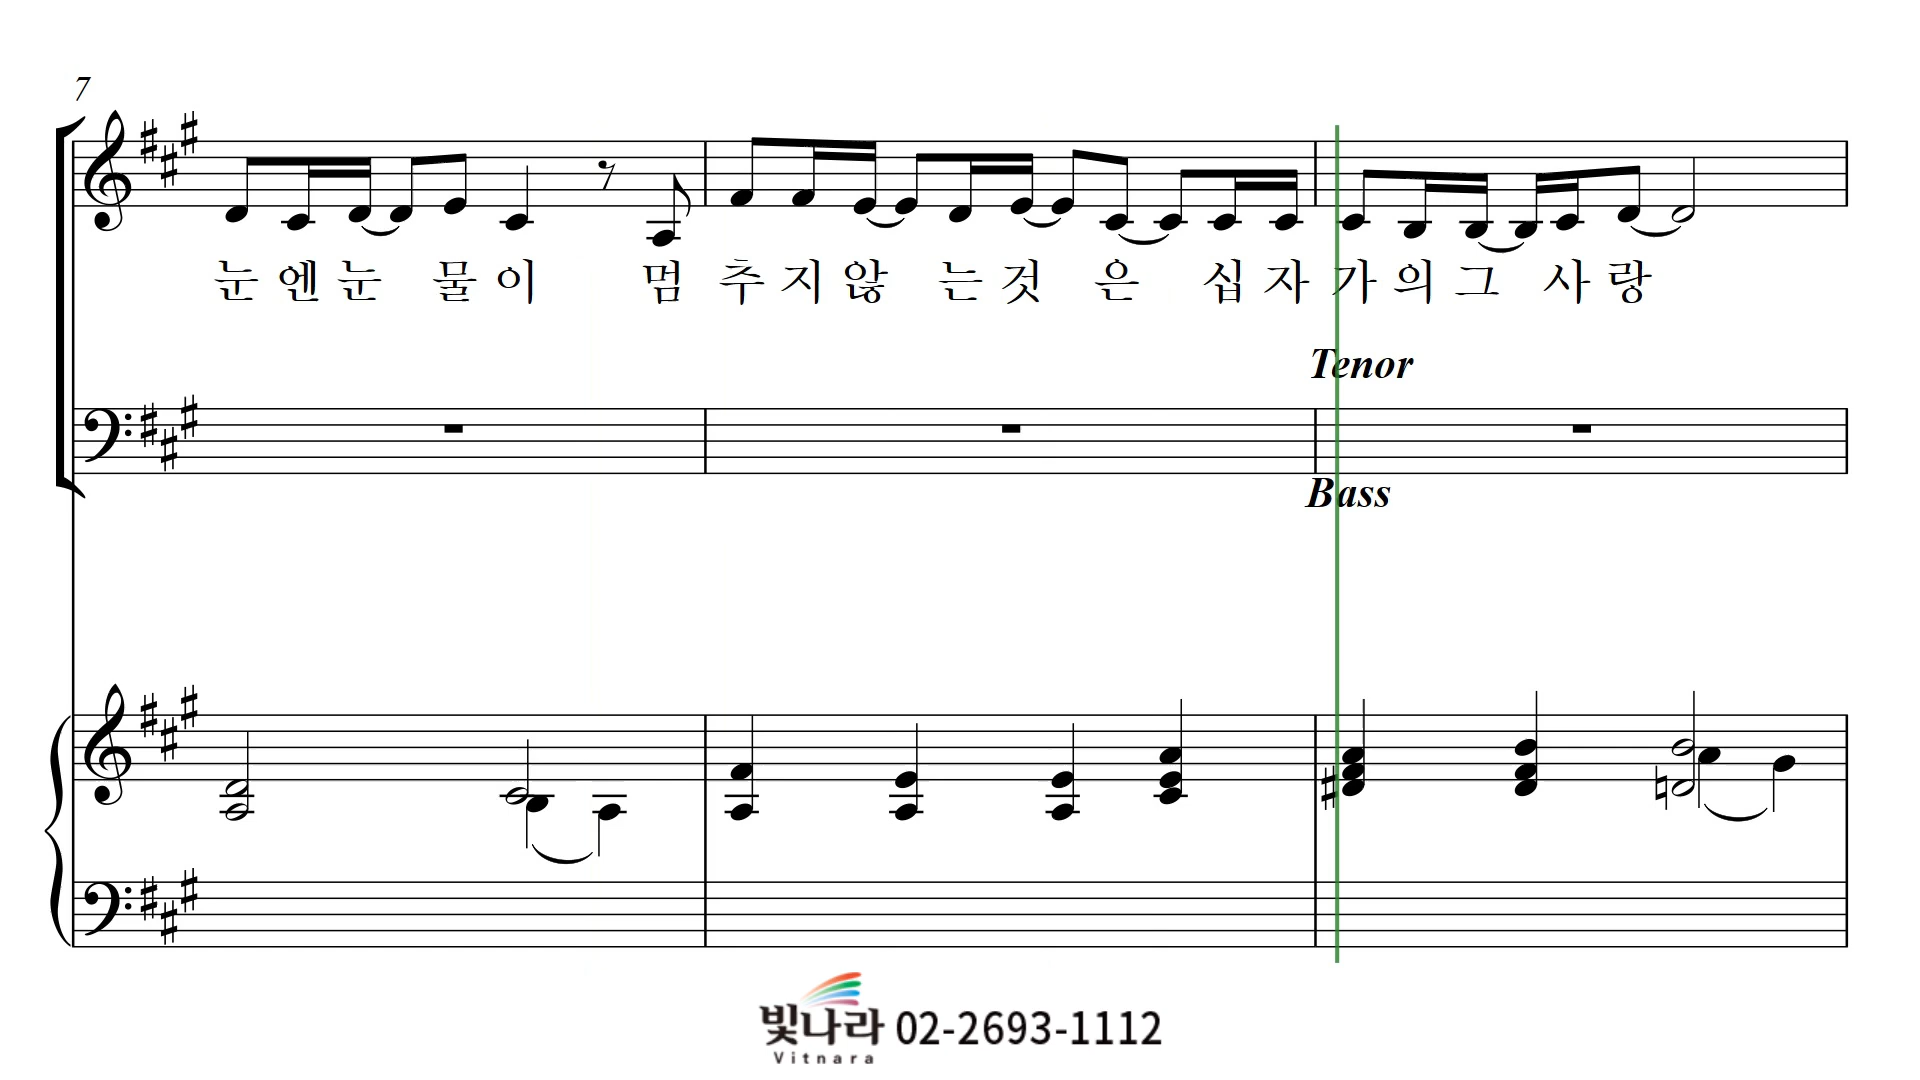 7
눈 엔 눈 물 이 멈 추 지 않 는 것 은 십 자 가 의 그 사 랑
Tenor
Bass
빛나라 02-2693-1112
Vitnara